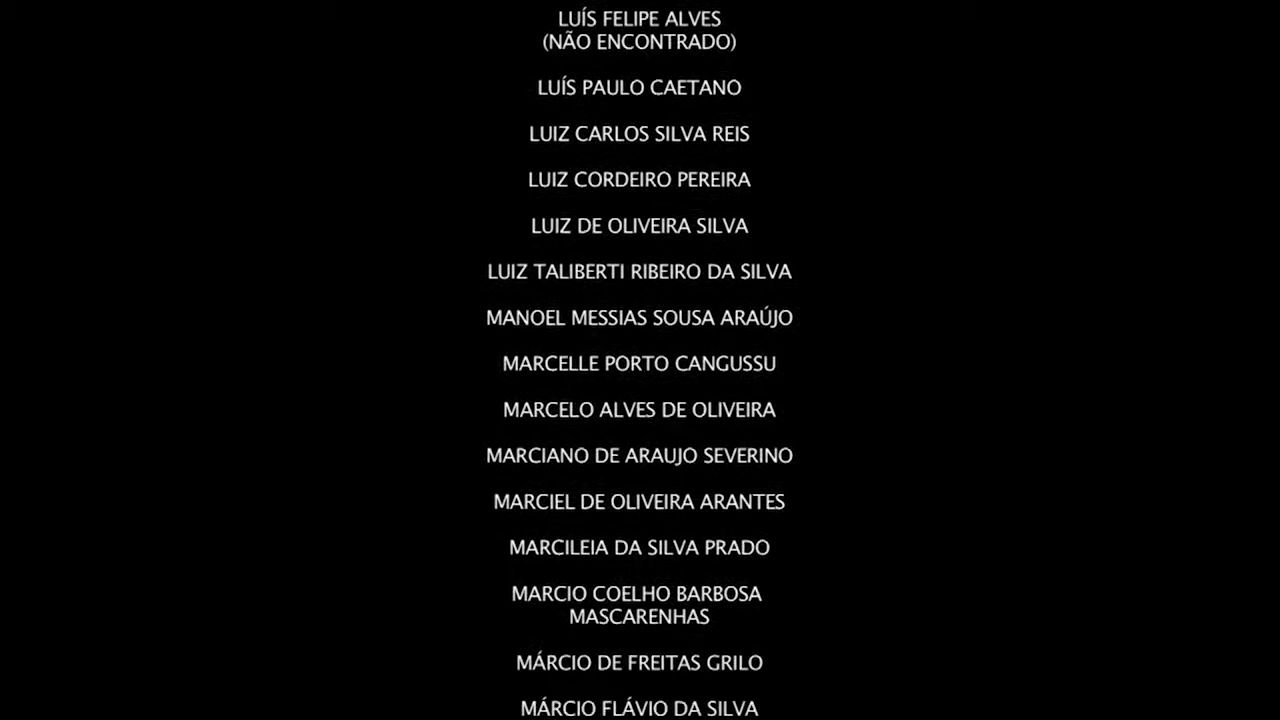 LUÍS FELIPE ALVES
(NÃO ENCONTRADO)
LUÍS PAULO CAETANO
LUIZ CARLOS SILVA REIS
LUIZ CORDEIRO PEREIRA
LUIZ DE OLIVEIRA SILVA
LUIZ TALIBERTI RIBEIRO DA SILVA
MANOEL MESSIAS SOUSA ARAÚJO
MARCELLE PORTO CANGUSSU
MARCELO ALVES DE OLIVEIRA
MARCIANO DE ARAUJO SEVERINO
MARCIEL DE OLIVEIRA ARANTES
MARCILEIA DA SILVA PRADO
MARCIO COELHO BARBOSA
MASCARENHAS
MÁRCIO DE FREITAS GRILO
MÁRCIO FLÁVIO DA SILVA